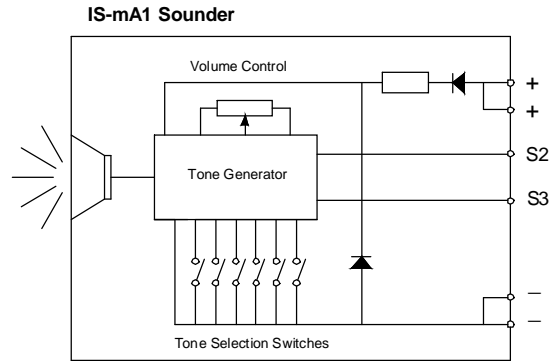 IS-mA1 Sounder
Volume Control
+
+
S2
Tone Generator
S3
−
−
Tone Selection Switches